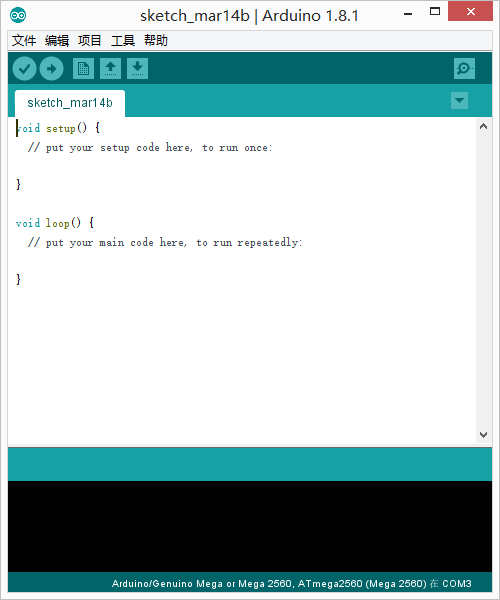 sketch_mar14b | Arduino 1.8.1
文件 编辑 项目 工具 帮助
sketch_mar14b
void setup() {
  // put your setup code here, to run once:
}
void loop() {
  // put your main code here, to run repeatedly:
}
Arduino/Genuino Mega or Mega 2560, ATmega2560 (Mega 2560) 在 COM3